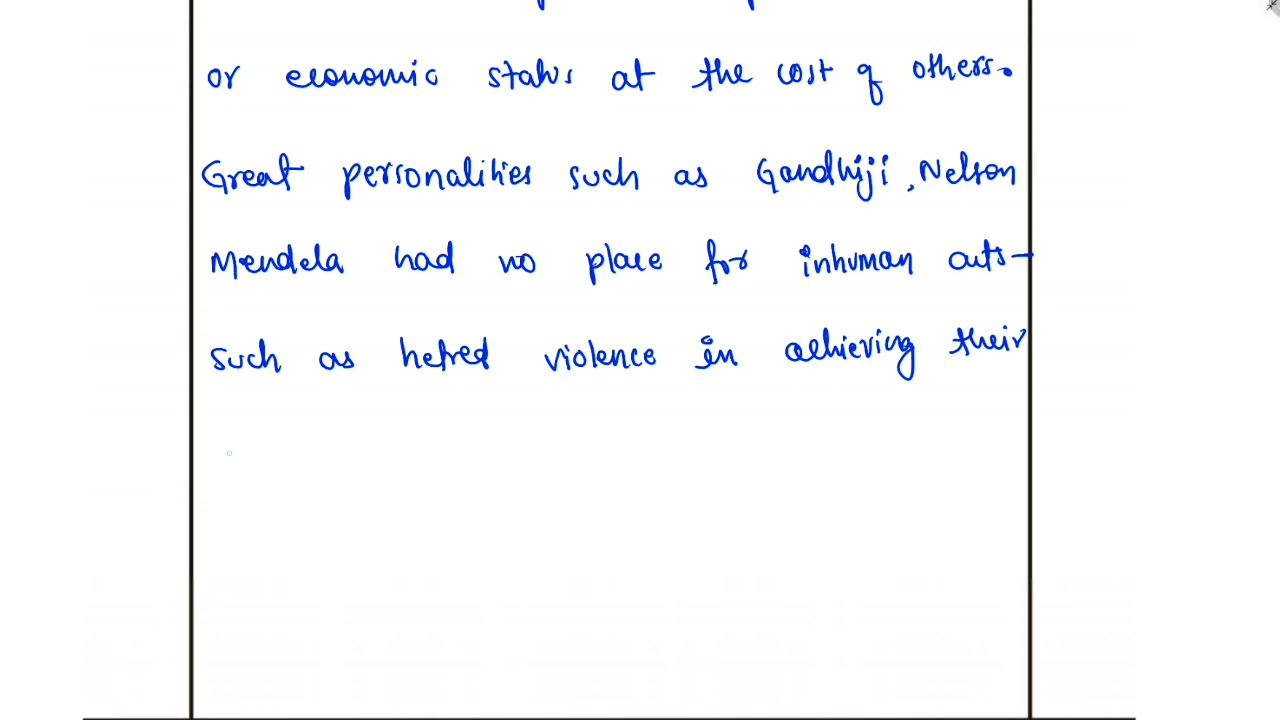 or economic status at the cost of others.
Great personalities such as Gandhiji, Nelson
Mendela had no place for inhuman acts-
such as hetred violence in achieving their